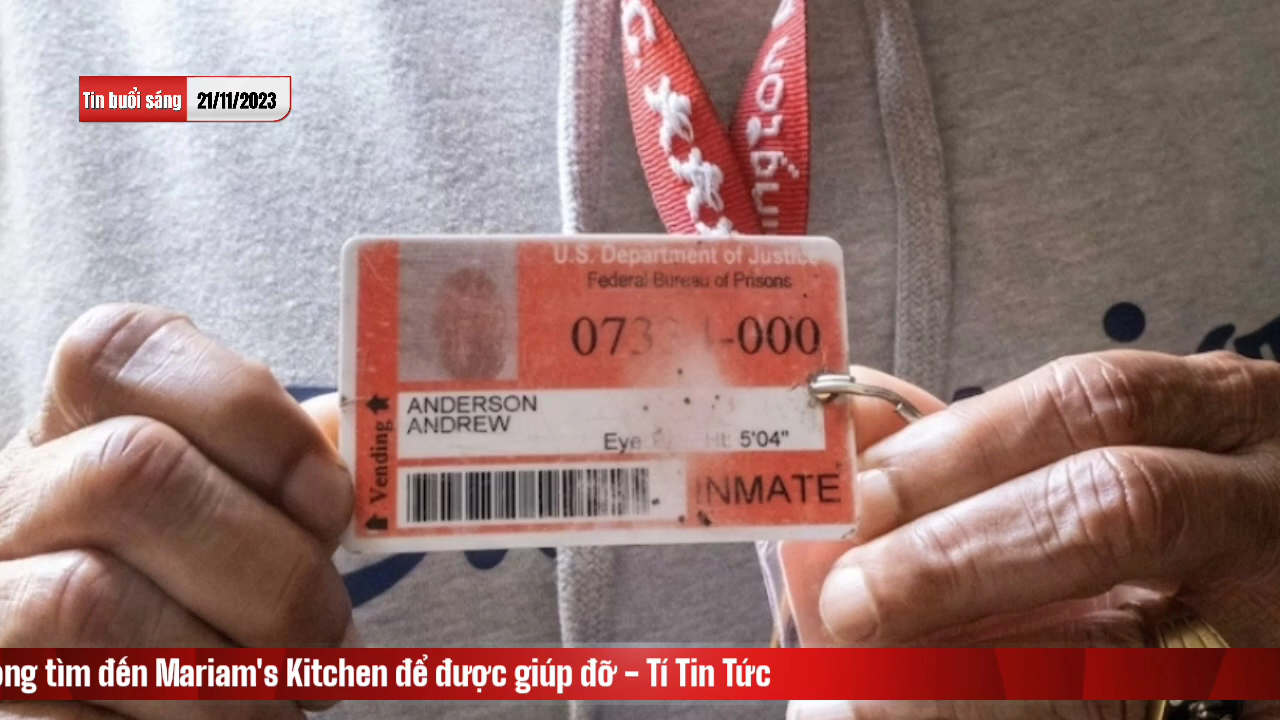 Tin buổi sáng 21/11/2023
U.S. Department of Justice
Federal Bureau of Prisons
-000
ANDERSON
ANDREW
Eye Ht: 5'04"
Vending
INMATE
tìm đến Mariam's Kitchen để được giúp đỡ - Tí Tin Tức